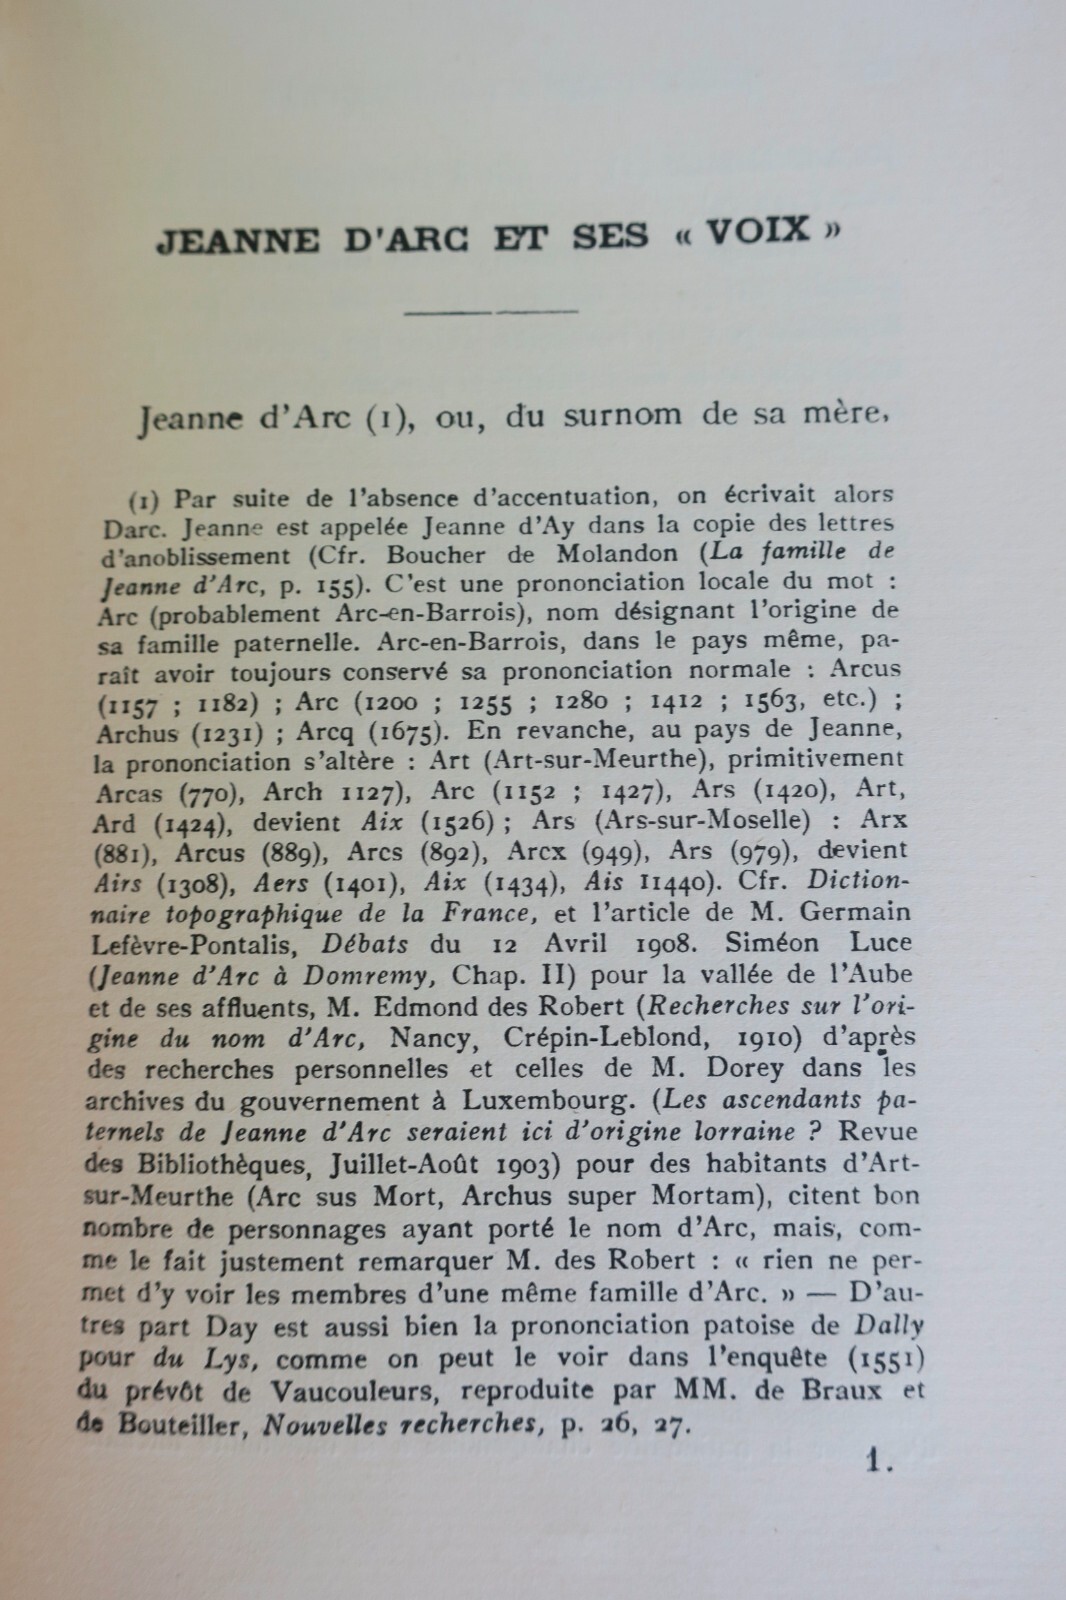 JEANNE D'ARC ET SES « VOIX »
Jeanne d'Arc (1), ou, du surnom de sa mère,
(1) Par suite de l'absence d'accentuation, on écrivait alors
Darc. Jeanne est appelée Jeanne d'Ay dans la copie des lettres
d'anoblissement (Cfr. Boucher de Molandon (La famille de
Jeanne d'Arc, p. 155). C'est une prononciation locale du mot :
Arc (probablement Arc-en-Barrois), nom désignant l'origine de
sa famille paternelle. Arc-en-Barrois, dans le pays même, pa-
raît avoir toujours conservé sa prononciation normale : Arcus
(1157 ; 1182) ; Arc (1200 ; 1255 ; 1280 ; 1412 ; 1563, etc.) ;
Archus (1231) ; Arcq (1675). En revanche, au pays de Jeanne,
la prononciation s'altère : Art (Art-sur-Meurthe), primitivement
Arcas (770), Arch 1127), Arc (1152 ; 1427), Ars (1420), Art,
Ard (1424), devient Aix (1526) ; Ars (Ars-sur-Moselle) : Arx
(881), Arcus (889), Arcs (892), Arcx (949), Ars (979), devient
Airs (1308), Aers (1401), Aix (1434), Ais 11440). Cfr. Diction-
naire topographique de la France, et l'article de M. Germain
Lefèvre-Pontalis, Débats du 12 Avril 1908. Siméon Luce
(Jeanne d'Arc à Domremy, Chap. II) pour la vallée de l'Aube
et de ses affluents, M. Edmond des Robert (Recherches sur l'ori-
gine du nom d'Arc, Nancy, Crépin-Leblond, 1910) d'après
des recherches personnelles et celles de M. Dorey dans les
archives du gouvernement à Luxembourg. (Les ascendants pa-
ternels de Jeanne d'Arc seraient ici d'origine lorraine ? Revue
des Bibliothèques, Juillet-Août 1903) pour des habitants d'Art-
sur-Meurthe (Arc sus Mort, Archus super Mortam), citent bon
nombre de personnages ayant porté le nom d'Arc, mais, com-
me le fait justement remarquer M. des Robert : « rien ne per-
met d'y voir les membres d'une même famille d'Arc. » — D'au-
tres part Day est aussi bien la prononciation patoise de Dally
pour du Lys, comme on peut le voir dans l'enquête (1551)
du prévôt de Vaucouleurs, reproduite par MM. de Braux et
de Bouteiller, Nouvelles recherches, p. 26, 27.
1.